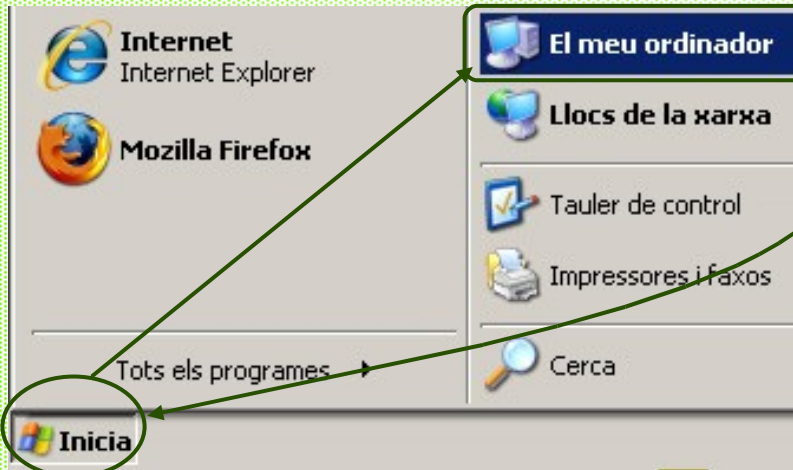 Internet
Internet Explorer
Mozilla Firefox
Tots els programes
Inicia
El meu ordinador
Llocs de la xarxa
Tauler de control
Impressores i faxos
Cerca